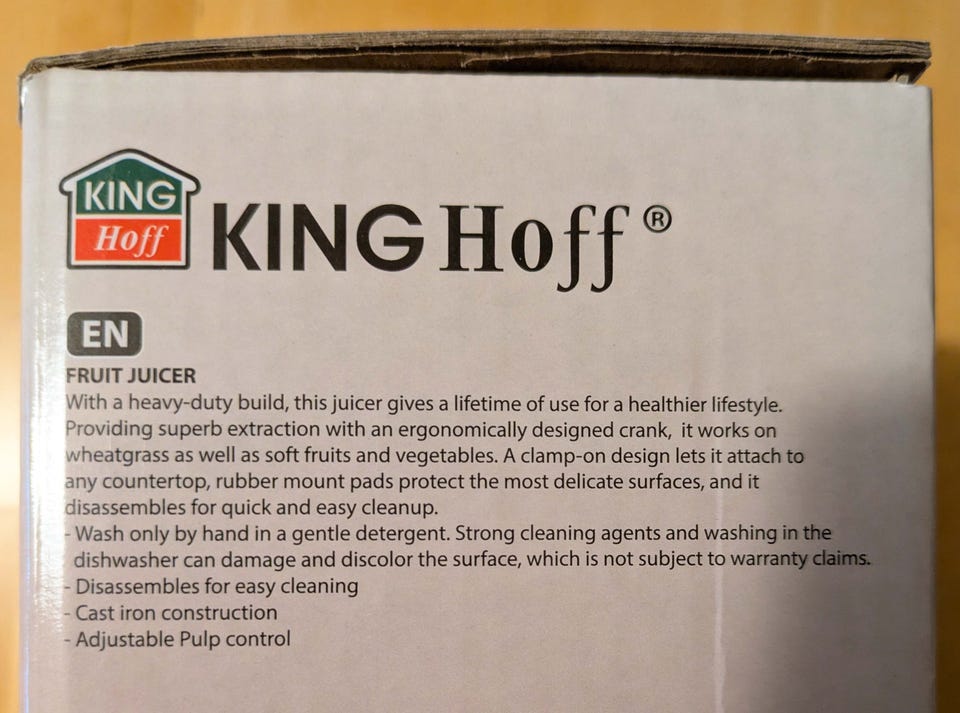 KING
Hoff
KING Hoff ®
EN
FRUIT JUICER
With a heavy-duty build, this juicer gives a lifetime of use for a healthier lifestyle.
Providing superb extraction with an ergonomically designed crank, it works on
wheatgrass as well as soft fruits and vegetables. A clamp-on design lets it attach to
any countertop, rubber mount pads protect the most delicate surfaces, and it
disassembles for quick and easy cleanup.
- Wash only by hand in a gentle detergent. Strong cleaning agents and washing in the
dishwasher can damage and discolor the surface, which is not subject to warranty claims.
- Disassembles for easy cleaning
- Cast iron construction
- Adjustable Pulp control